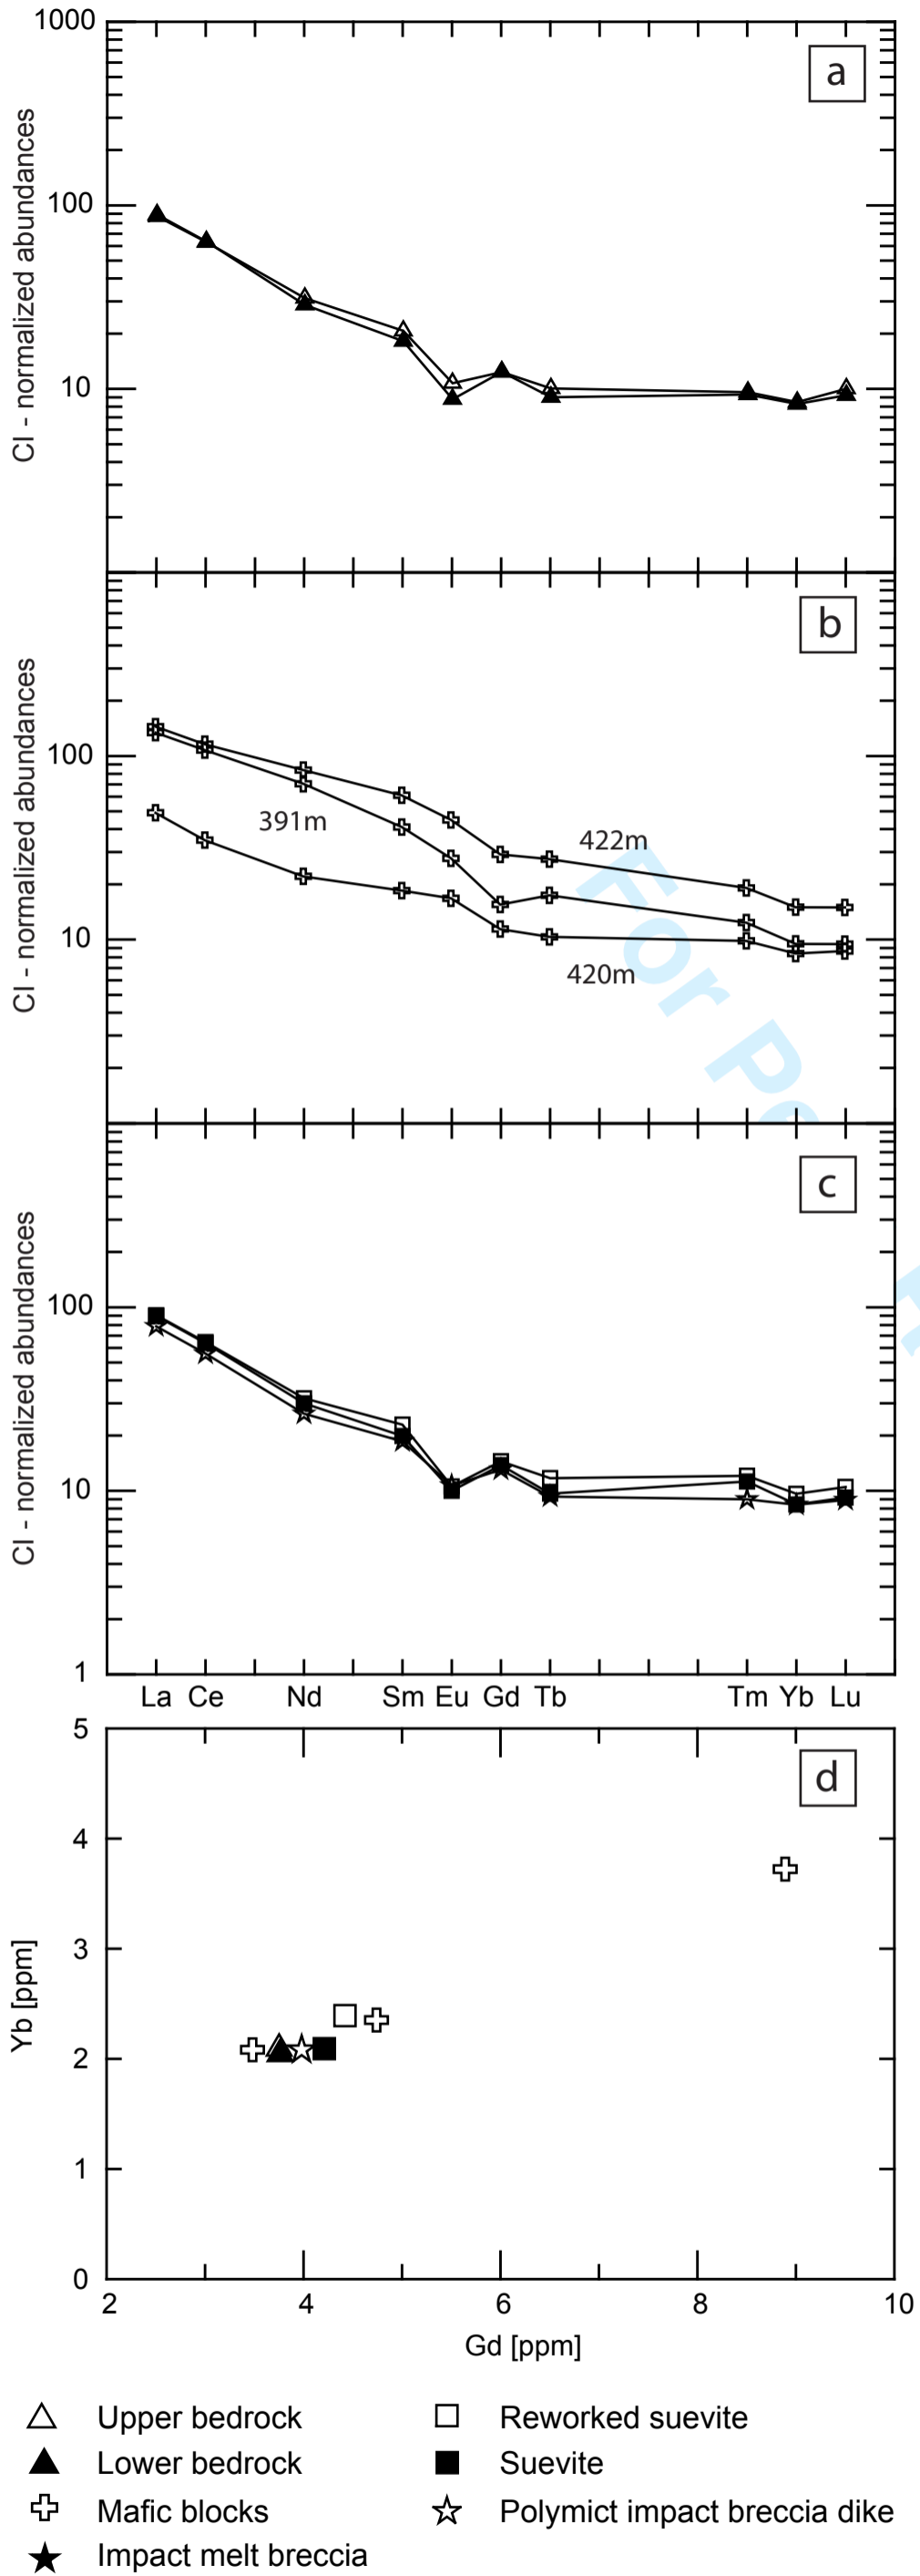 1000
a
CI - normalized abundances
100
10
b
CI - normalized abundances
100
391m
422m
10
420m
For Pe
c
CI - normalized abundances
100
10
1
La Ce Nd Sm Eu Gd Tb Tm Yb Lu
5
d
4
3
Yb [ppm]
2
1
0
2 4 6 8 10
Gd [ppm]
Upper bedrock
Reworked suevite
Lower bedrock
Suevite
Mafic blocks
Polymict impact breccia dike
Impact melt breccia